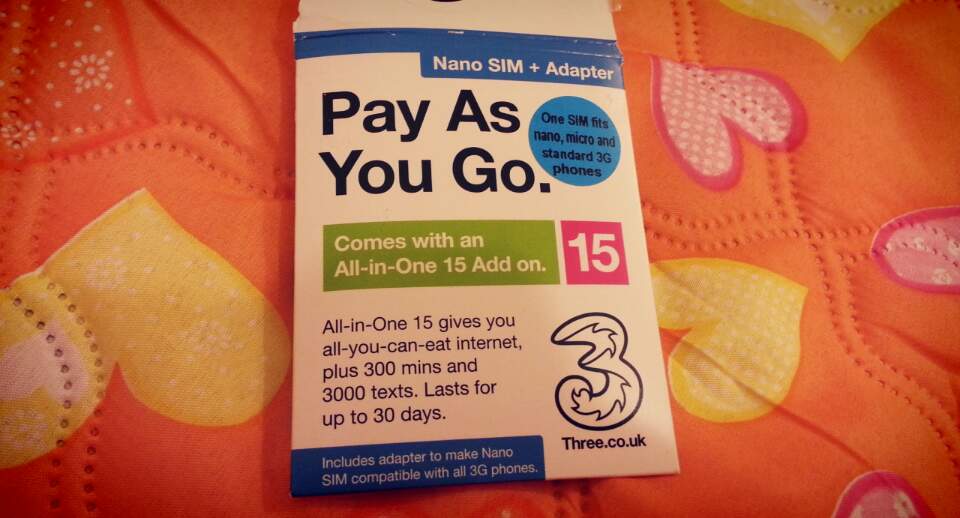 Nano SIM + Adapter
Pay As
You Go.
One SIM fits
nano, micro and
standard 3G
phones
Comes with an
All-in-One 15 Add on.
15
All-in-One 15 gives you
all-you-can-eat internet,
plus 300 mins and
3000 texts. Lasts for
up to 30 days.
3
Three.co.uk
Includes adapter to make Nano
SIM compatible with all 3G phones.